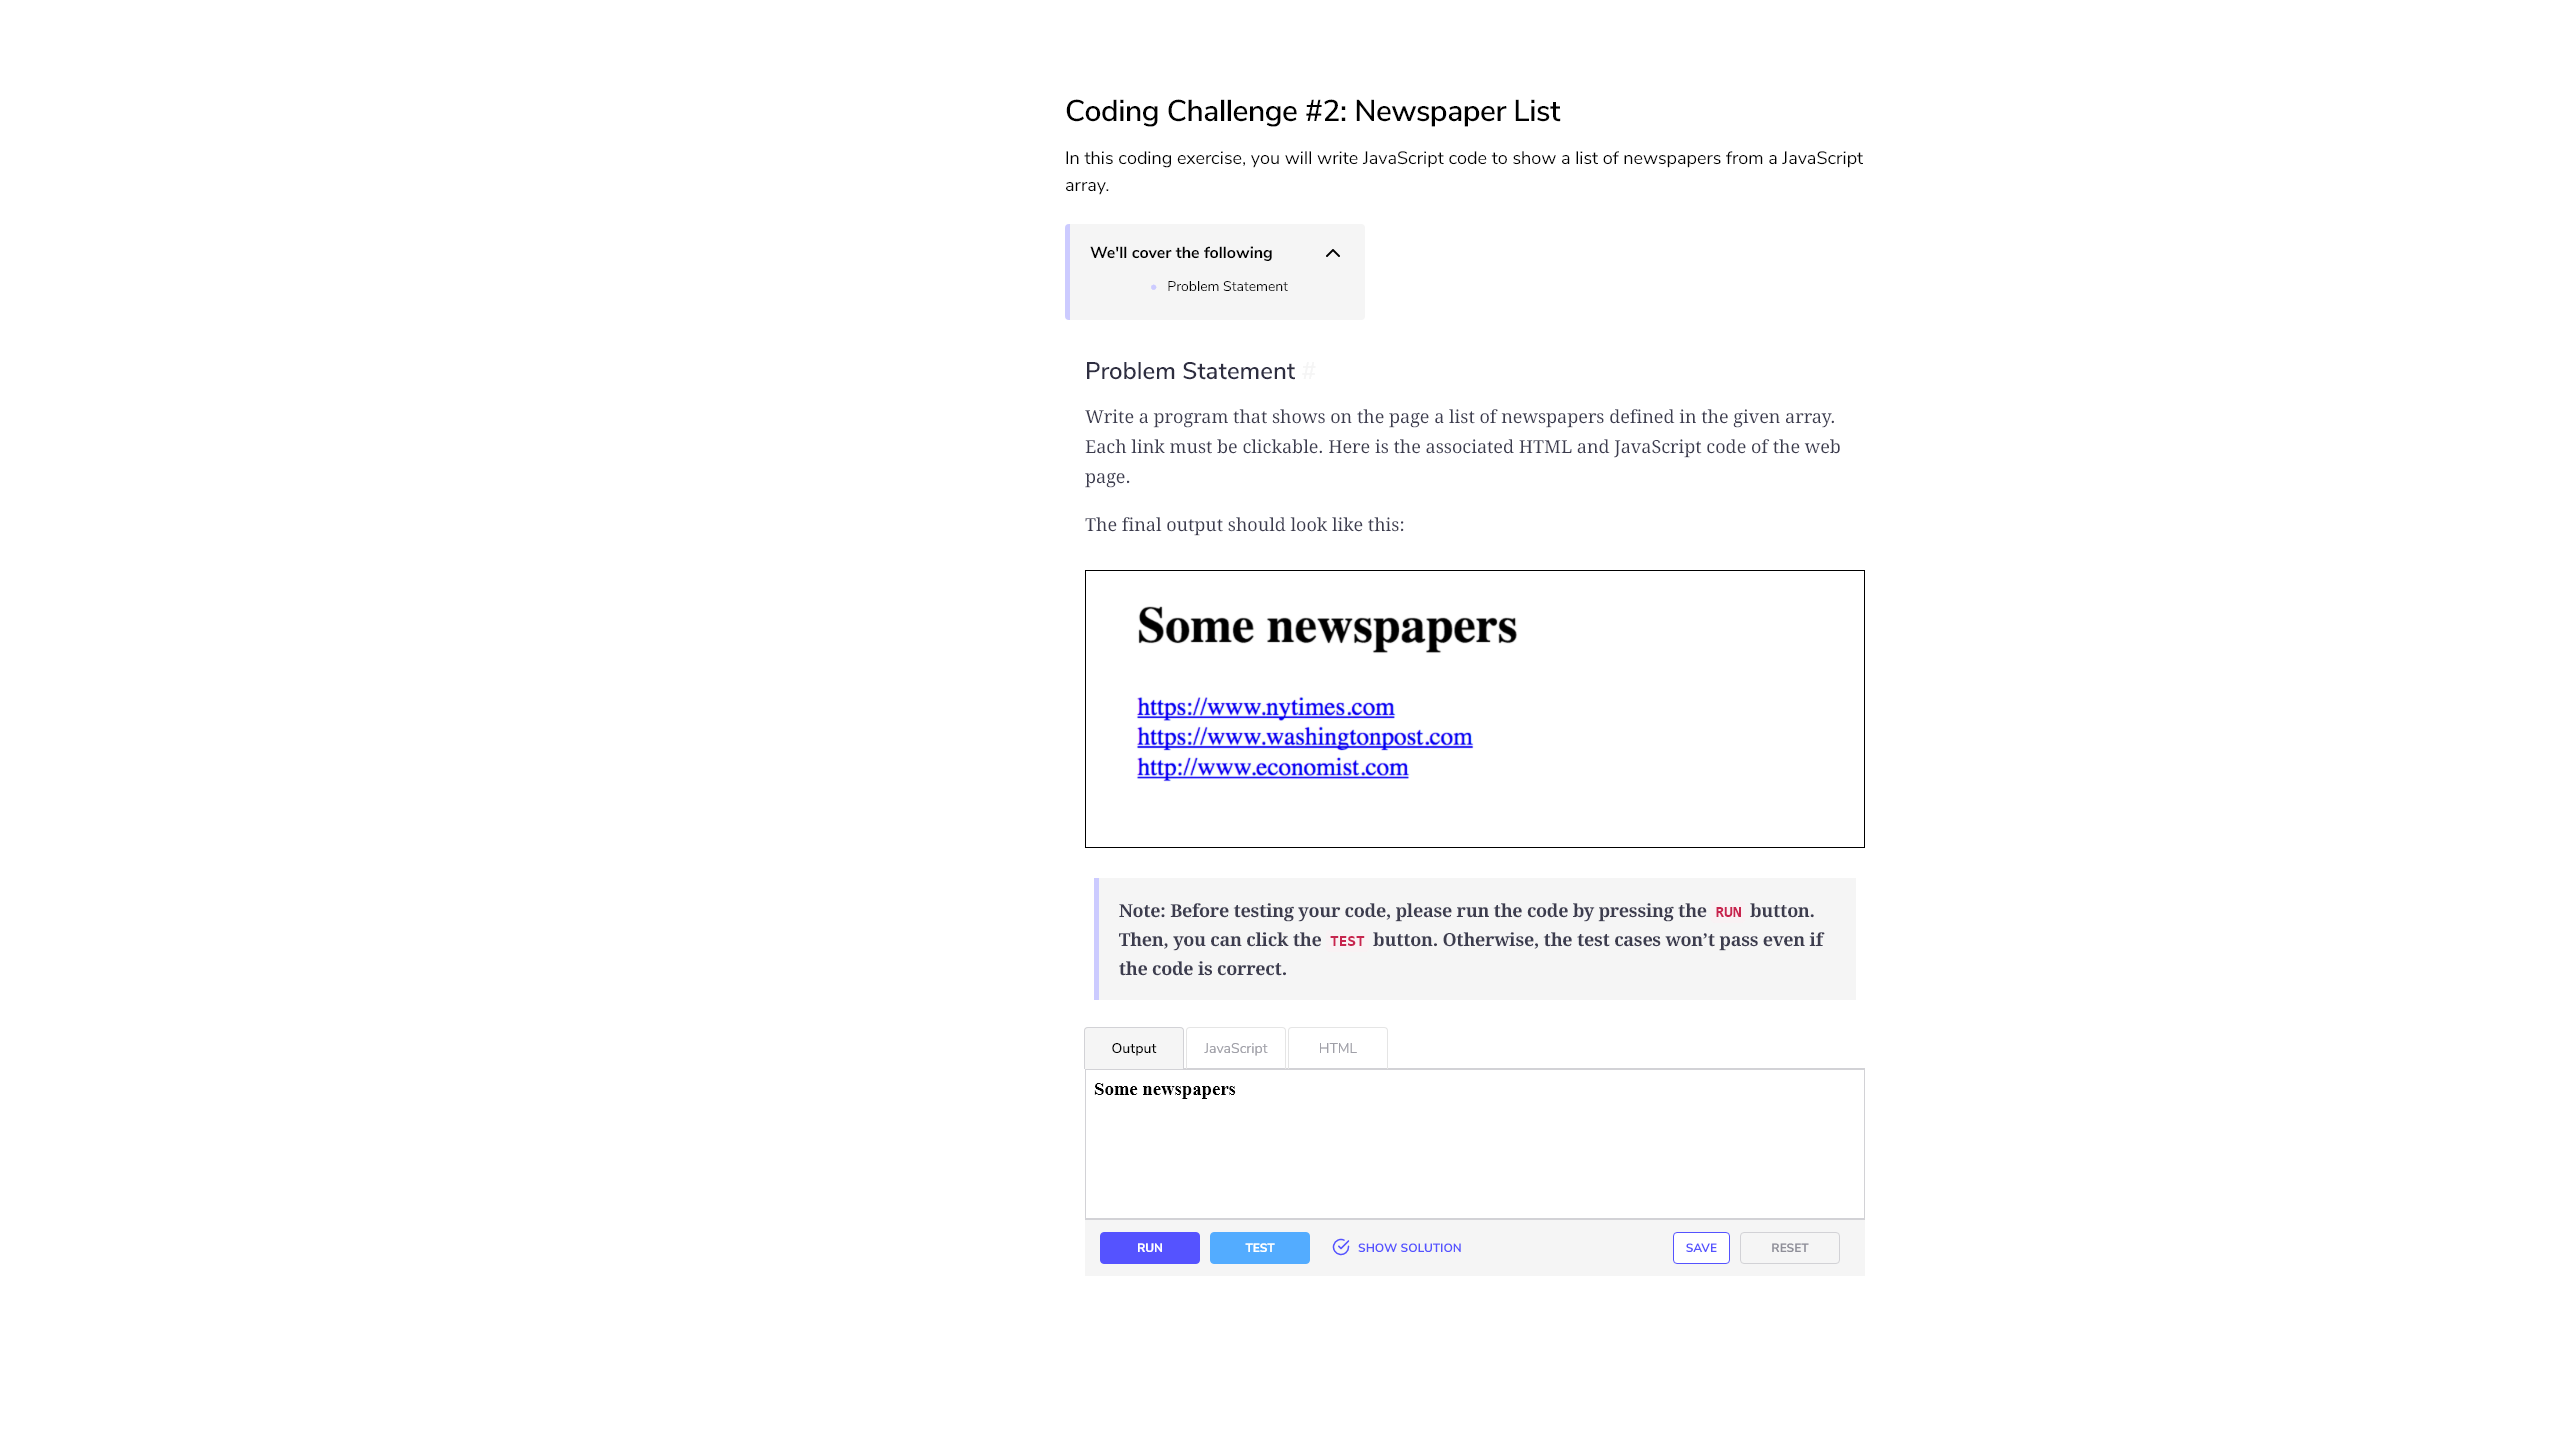 Coding Challenge #2: Newspaper List
In this coding exercise, you will write JavaScript code to show a list of newspapers from a JavaScript
array.
We'll cover the following
Problem Statement
Problem Statement #
Write a program that shows on the page a list of newspapers defined in the given array.
Each link must be clickable. Here is the associated HTML and JavaScript code of the web
page.
The final output should look like this:
Some newspapers
https://www.nytimes.com
https://www.washingtonpost.com
http://www.economist.com
Note: Before testing your code, please run the code by pressing the RUN button.
Then, you can click the TEST button. Otherwise, the test cases won’t pass even if
the code is correct.
Output JavaScript HTML
Some newspapers
RUN TEST SHOW SOLUTION SAVE RESET